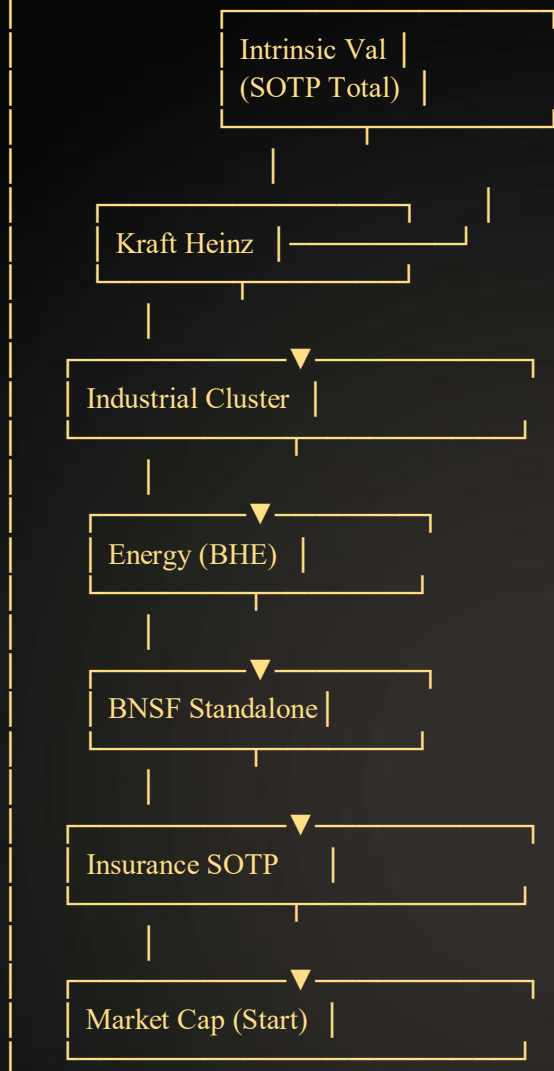 Intrinsic Val
(SOTP Total)
Kraft Heinz
Industrial Cluster
Energy (BHE)
BNSF Standalone
Insurance SOTP
Market Cap (Start)